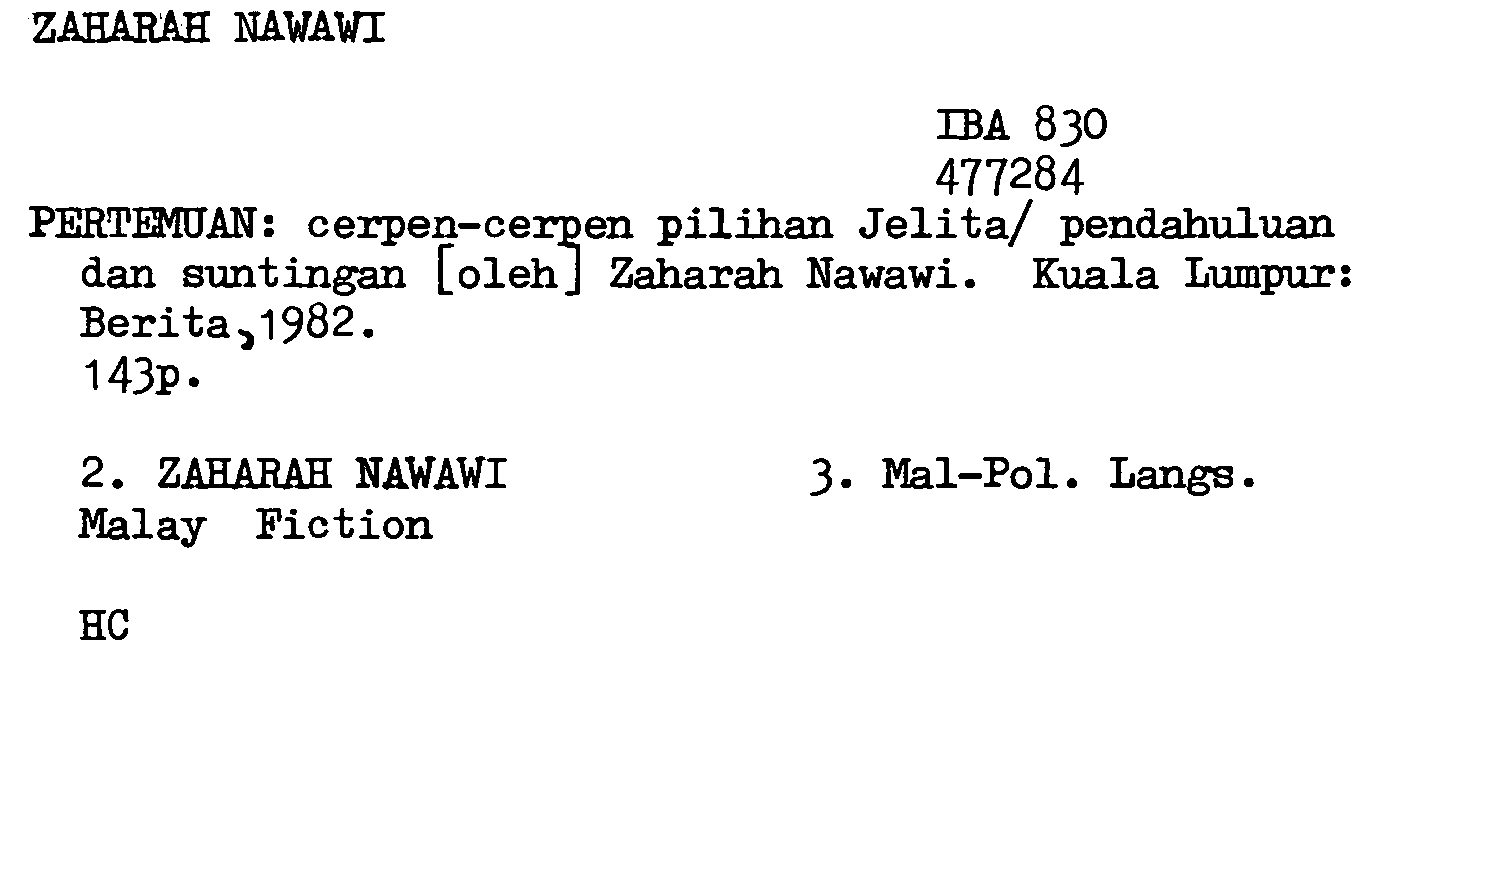 ZAHARAH NAWAWI
IBA 830
477284
PERTEMUAN: cerpen-cerpen pilihan Jelita/ pendahuluan
dan suntingan [oleh] Zaharah Nawawi. Kuala Lumpur:
Berita,1982.
143p.
2. ZAHARAH NAWAWI 3. Mal-Pol. Langs.
Malay Fiction
HC